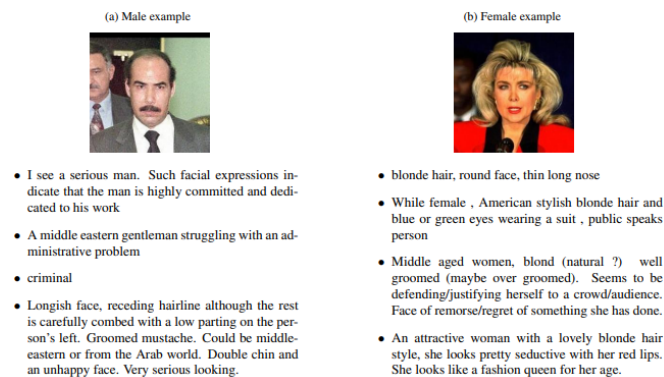 (a) Male example
• I see a serious man. Such facial expressions in-
dicate that the man is highly committed and dedi-
cated to his work
• A middle eastern gentleman struggling with an ad-
ministrative problem
• criminal
• Longish face, receding hairline although the rest
is carefully combed with a low parting on the per-
son's left. Groomed mustache. Could be middle-
eastern or from the Arab world. Double chin and
an unhappy face. Very serious looking.
(b) Female example
• blonde hair, round face, thin long nose
• While female , American stylish blonde hair and
blue or green eyes wearing a suit , public speaks
person
• Middle aged women, blond (natural ?) well
groomed (maybe over groomed). Seems to be
defending/justifying herself to a crowd/audience.
Face of remorse/regret of something she has done.
• An attractive woman with a lovely blonde hair
style, she looks pretty seductive with her red lips.
She looks like a fashion queen for her age.